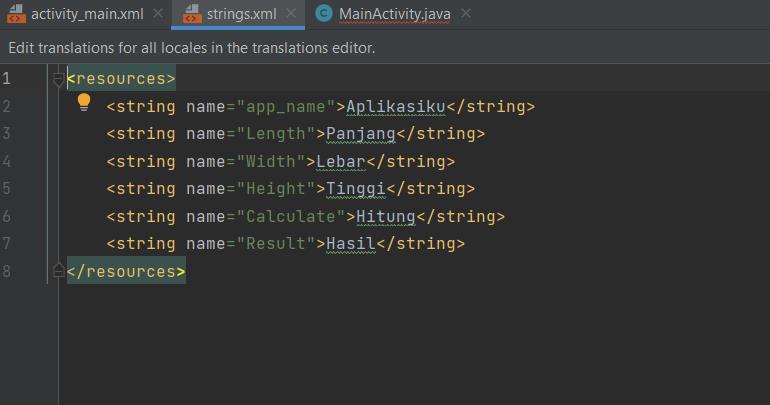 activity_main.xml strings.xml MainActivity.java
Edit translations for all locales in the translations editor.
1 <resources>
2 <string name="app_name">Aplikasiku</string>
3 <string name="Length">Panjang</string>
4 <string name="Width">Lebar</string>
5 <string name="Height">Tinggi</string>
6 <string name="Calculate">Hitung</string>
7 <string name="Result">Hasil</string>
8 </resources>